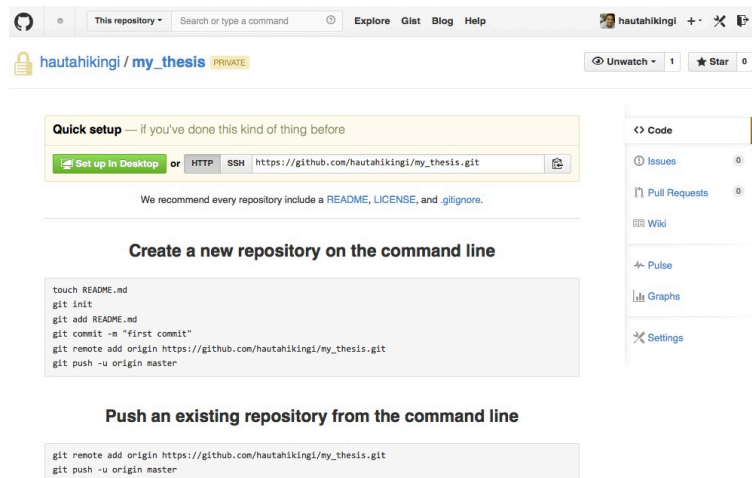 This repository Search or type a command Explore Gist Blog Help hautahikingi
hautahikingi / my_thesis PRIVATE Unwatch 1 Star 0
Quick setup — if you've done this kind of thing before
Set up in Desktop or HTTP SSH https://github.com/hautahikingi/my_thesis.git
We recommend every repository include a README, LICENSE, and .gitignore.
Create a new repository on the command line
touch README.md
git init
git add README.md
git commit -m "first commit"
git remote add origin https://github.com/hautahikingi/my_thesis.git
git push -u origin master
Push an existing repository from the command line
git remote add origin https://github.com/hautahikingi/my_thesis.git
git push -u origin master
Code
Issues 0
Pull Requests 0
Wiki
Pulse
Graphs
Settings